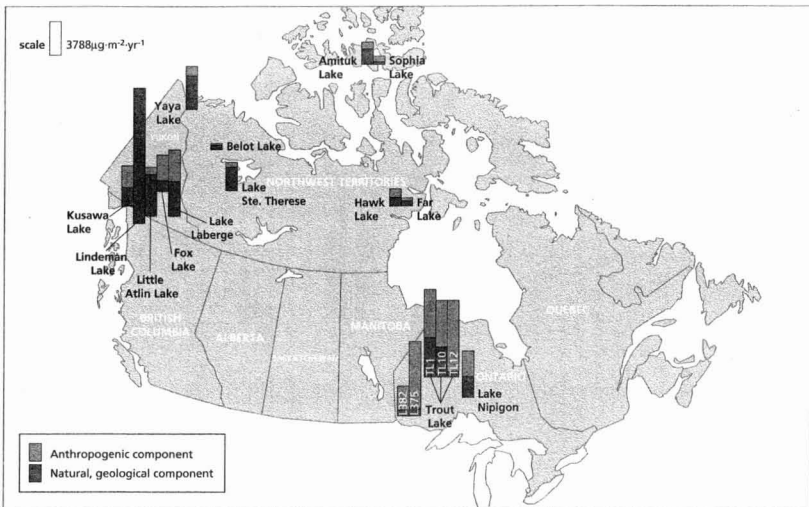 scale 3788µg·m⁻²·yr⁻¹
Amituk
Lake
Sophia
Lake
Yaya
Lake
YUKON
Belot Lake
Lake
Ste. Therese
NORTHWEST TERRITORIES
Hawk
Lake
Far
Lake
Kusawa
Lake
Lake
Laberge
Lindeman
Lake
Fox
Lake
Little
Atlin Lake
BRITISH
COLUMBIA
ALBERTA
MANITOBA
ONTARIO
QUEBEC
L382
L375
TL1
TL10
TL12
Trout
Lake
Lake
Nipigon
Anthropogenic component
Natural, geological component